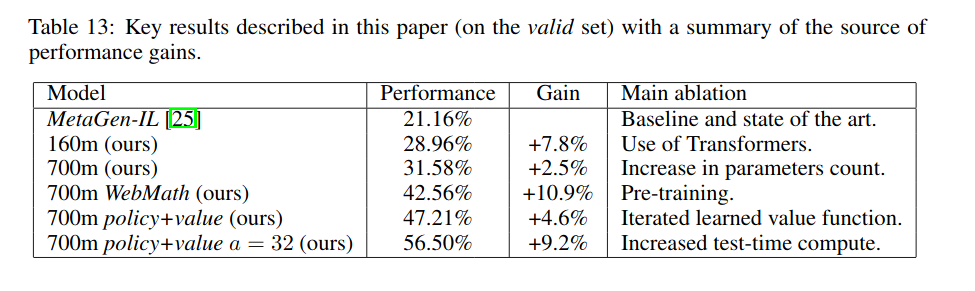 Table 13: Key results described in this paper (on the valid set) with a summary of the source of
performance gains.
Model Performance Gain Main ablation
MetaGen-IL [25] 21.16% Baseline and state of the art.
160m (ours) 28.96% +7.8% Use of Transformers.
700m (ours) 31.58% +2.5% Increase in parameters count.
700m WebMath (ours) 42.56% +10.9% Pre-training.
700m policy+value (ours) 47.21% +4.6% Iterated learned value function.
700m policy+value a = 32 (ours) 56.50% +9.2% Increased test-time compute.